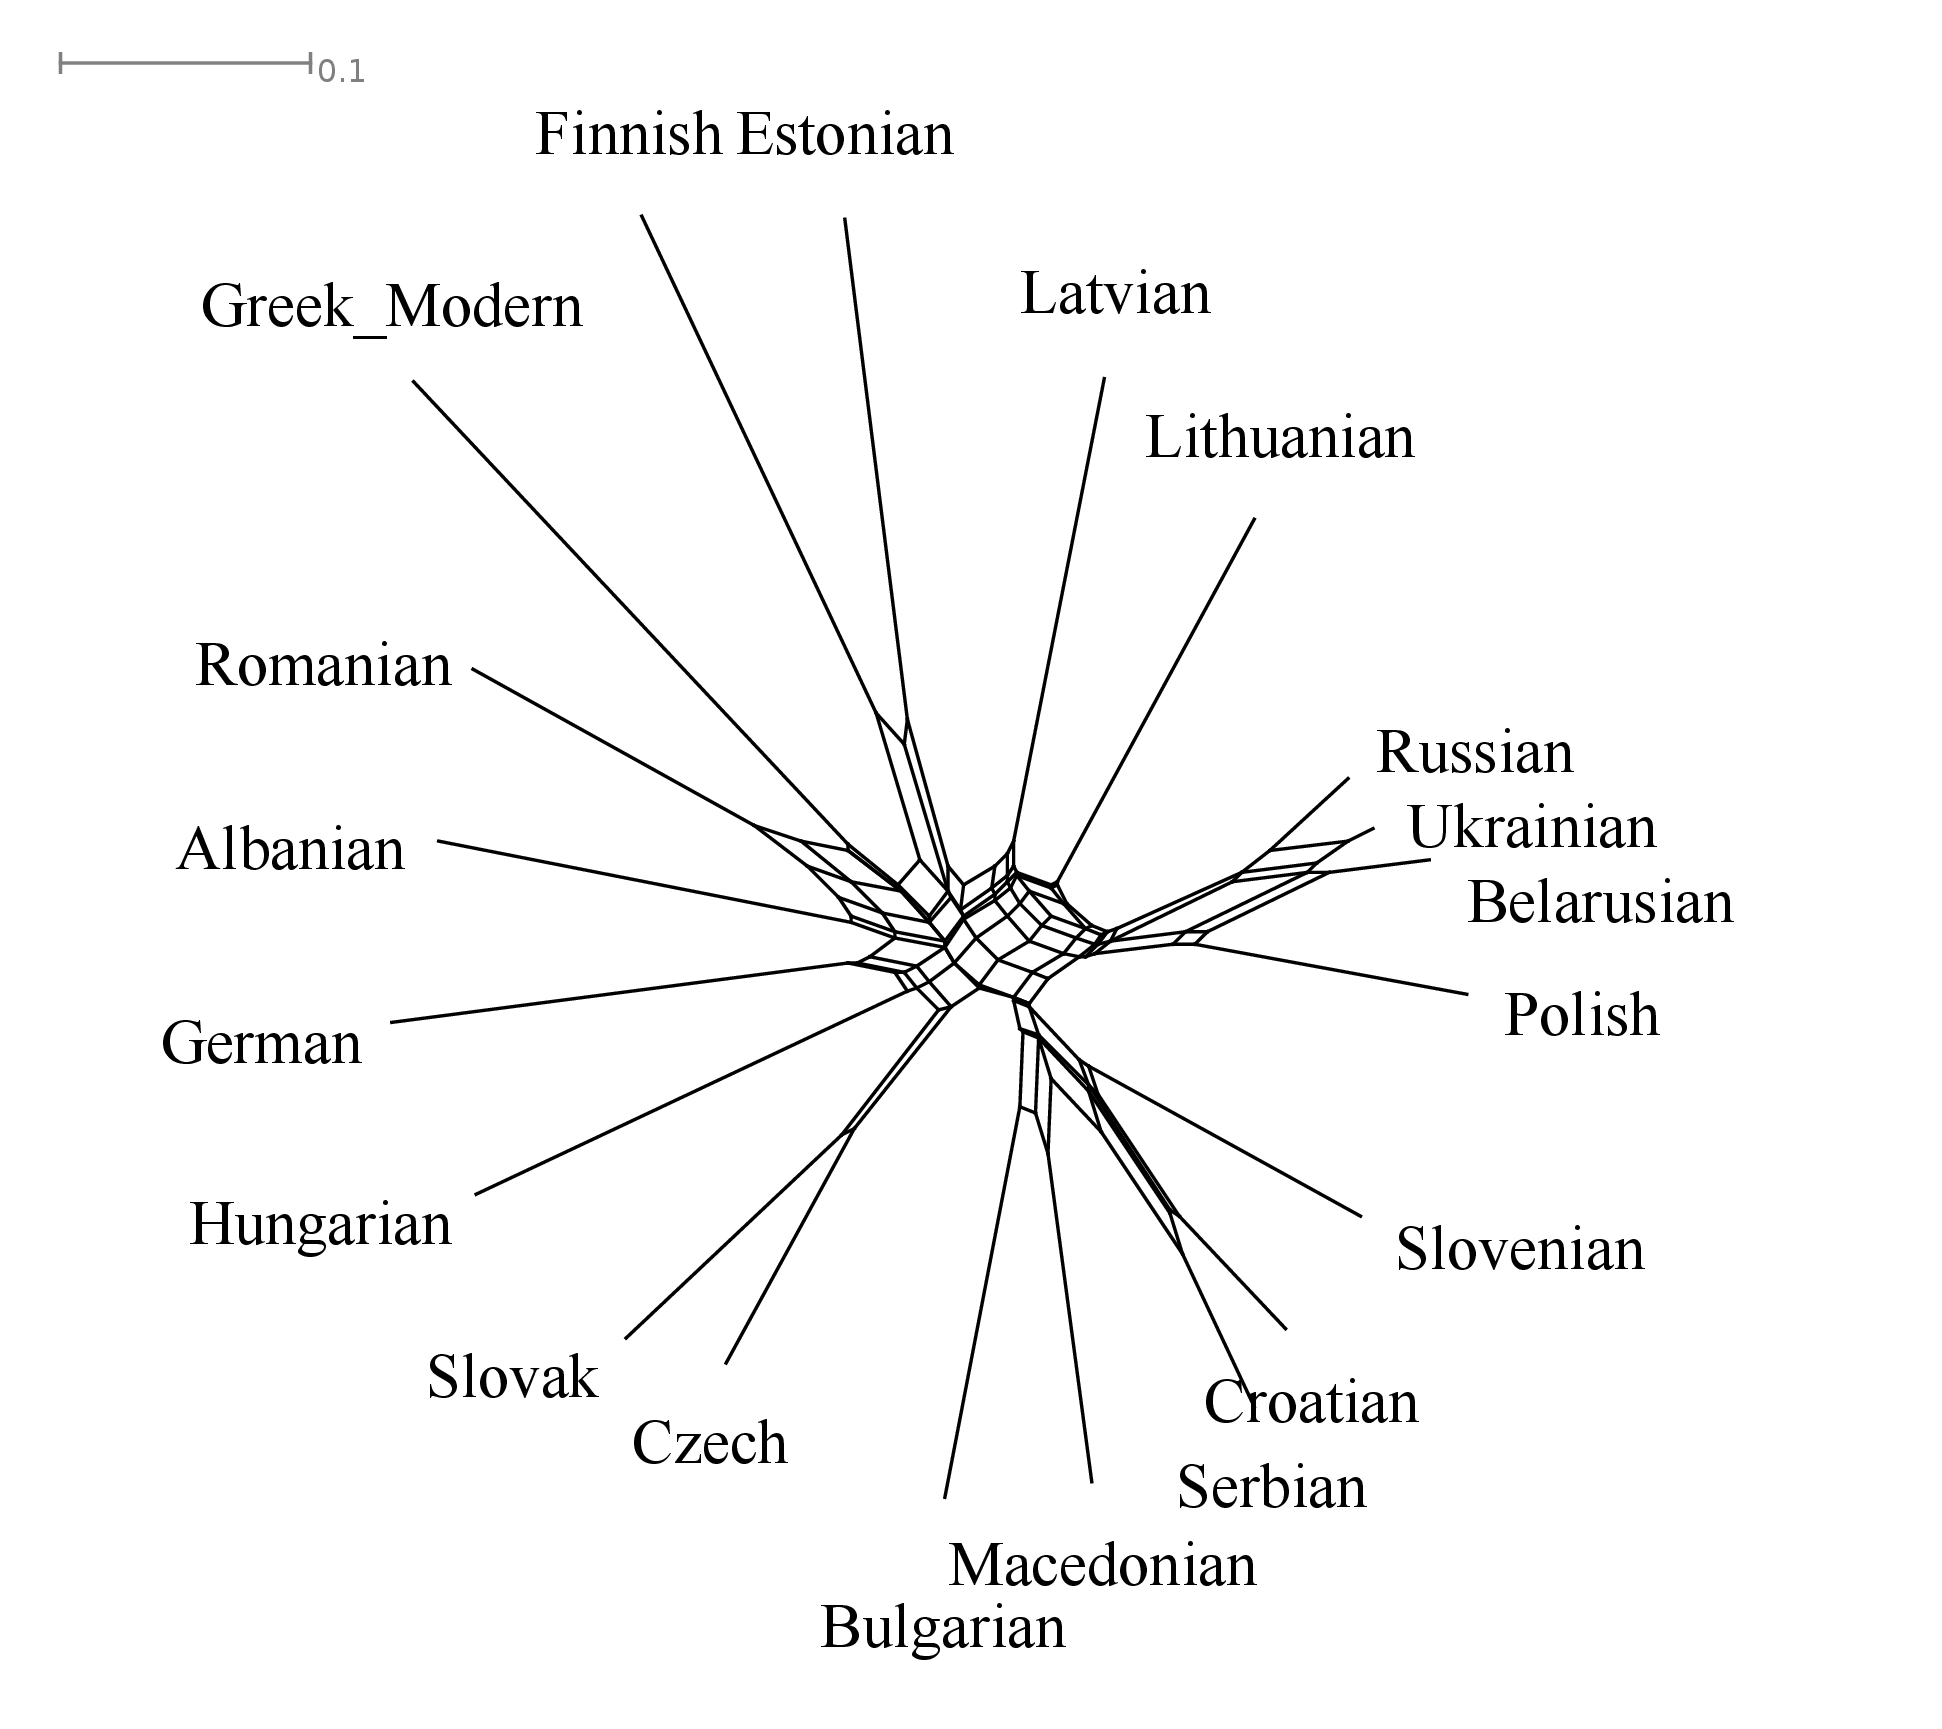 0.1
Finnish Estonian
Greek_Modern
Latvian
Lithuanian
Romanian
Russian
Albanian
Ukrainian
Belarusian
German
Polish
Hungarian
Slovenian
Slovak
Croatian
Czech
Serbian
Macedonian
Bulgarian